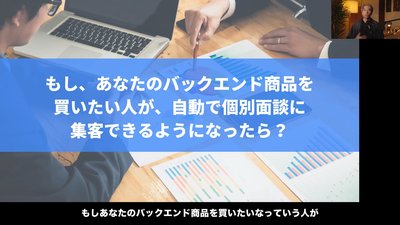 もし、あなたのバックエンド商品を
買いたい人が、自動で個別面談に
集客できるようになったら？
もしあなたのバックエンド商品を買いたいなっていう人が